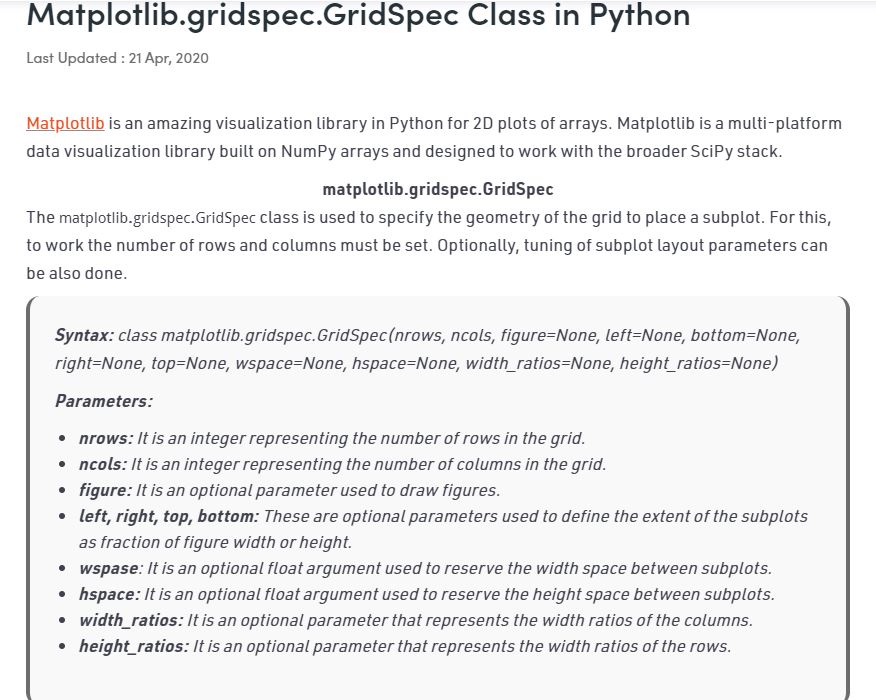 Matplotlib.gridspec.GridSpec Class in Python
Last Updated : 21 Apr, 2020
Matplotlib is an amazing visualization library in Python for 2D plots of arrays. Matplotlib is a multi-platform
data visualization library built on NumPy arrays and designed to work with the broader SciPy stack.
matplotlib.gridspec.GridSpec
The matplotlib.gridspec.GridSpec class is used to specify the geometry of the grid to place a subplot. For this,
to work the number of rows and columns must be set. Optionally, tuning of subplot layout parameters can
be also done.
Syntax: class matplotlib.gridspec.GridSpec(nrows, ncols, figure=None, left=None, bottom=None,
right=None, top=None, wspace=None, hspace=None, width_ratios=None, height_ratios=None)
Parameters:
• nrows: It is an integer representing the number of rows in the grid.
• ncols: It is an integer representing the number of columns in the grid.
• figure: It is an optional parameter used to draw figures.
• left, right, top, bottom: These are optional parameters used to define the extent of the subplots
as fraction of figure width or height.
• wspase: It is an optional float argument used to reserve the width space between subplots.
• hspace: It is an optional float argument used to reserve the height space between subplots.
• width_ratios: It is an optional parameter that represents the width ratios of the columns.
• height_ratios: It is an optional parameter that represents the width ratios of the rows.